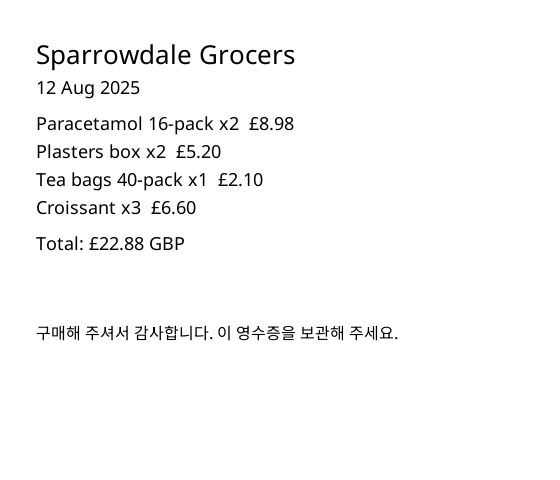 Sparrowdale Grocers
12 Aug 2025
Paracetamol 16-pack x2  £8.98
Plasters box x2  £5.20
Tea bags 40-pack x1  £2.10
Croissant x3  £6.60
Total: £22.88 GBP
구매해 주셔서 감사합니다. 이 영수증을 보관해 주세요.